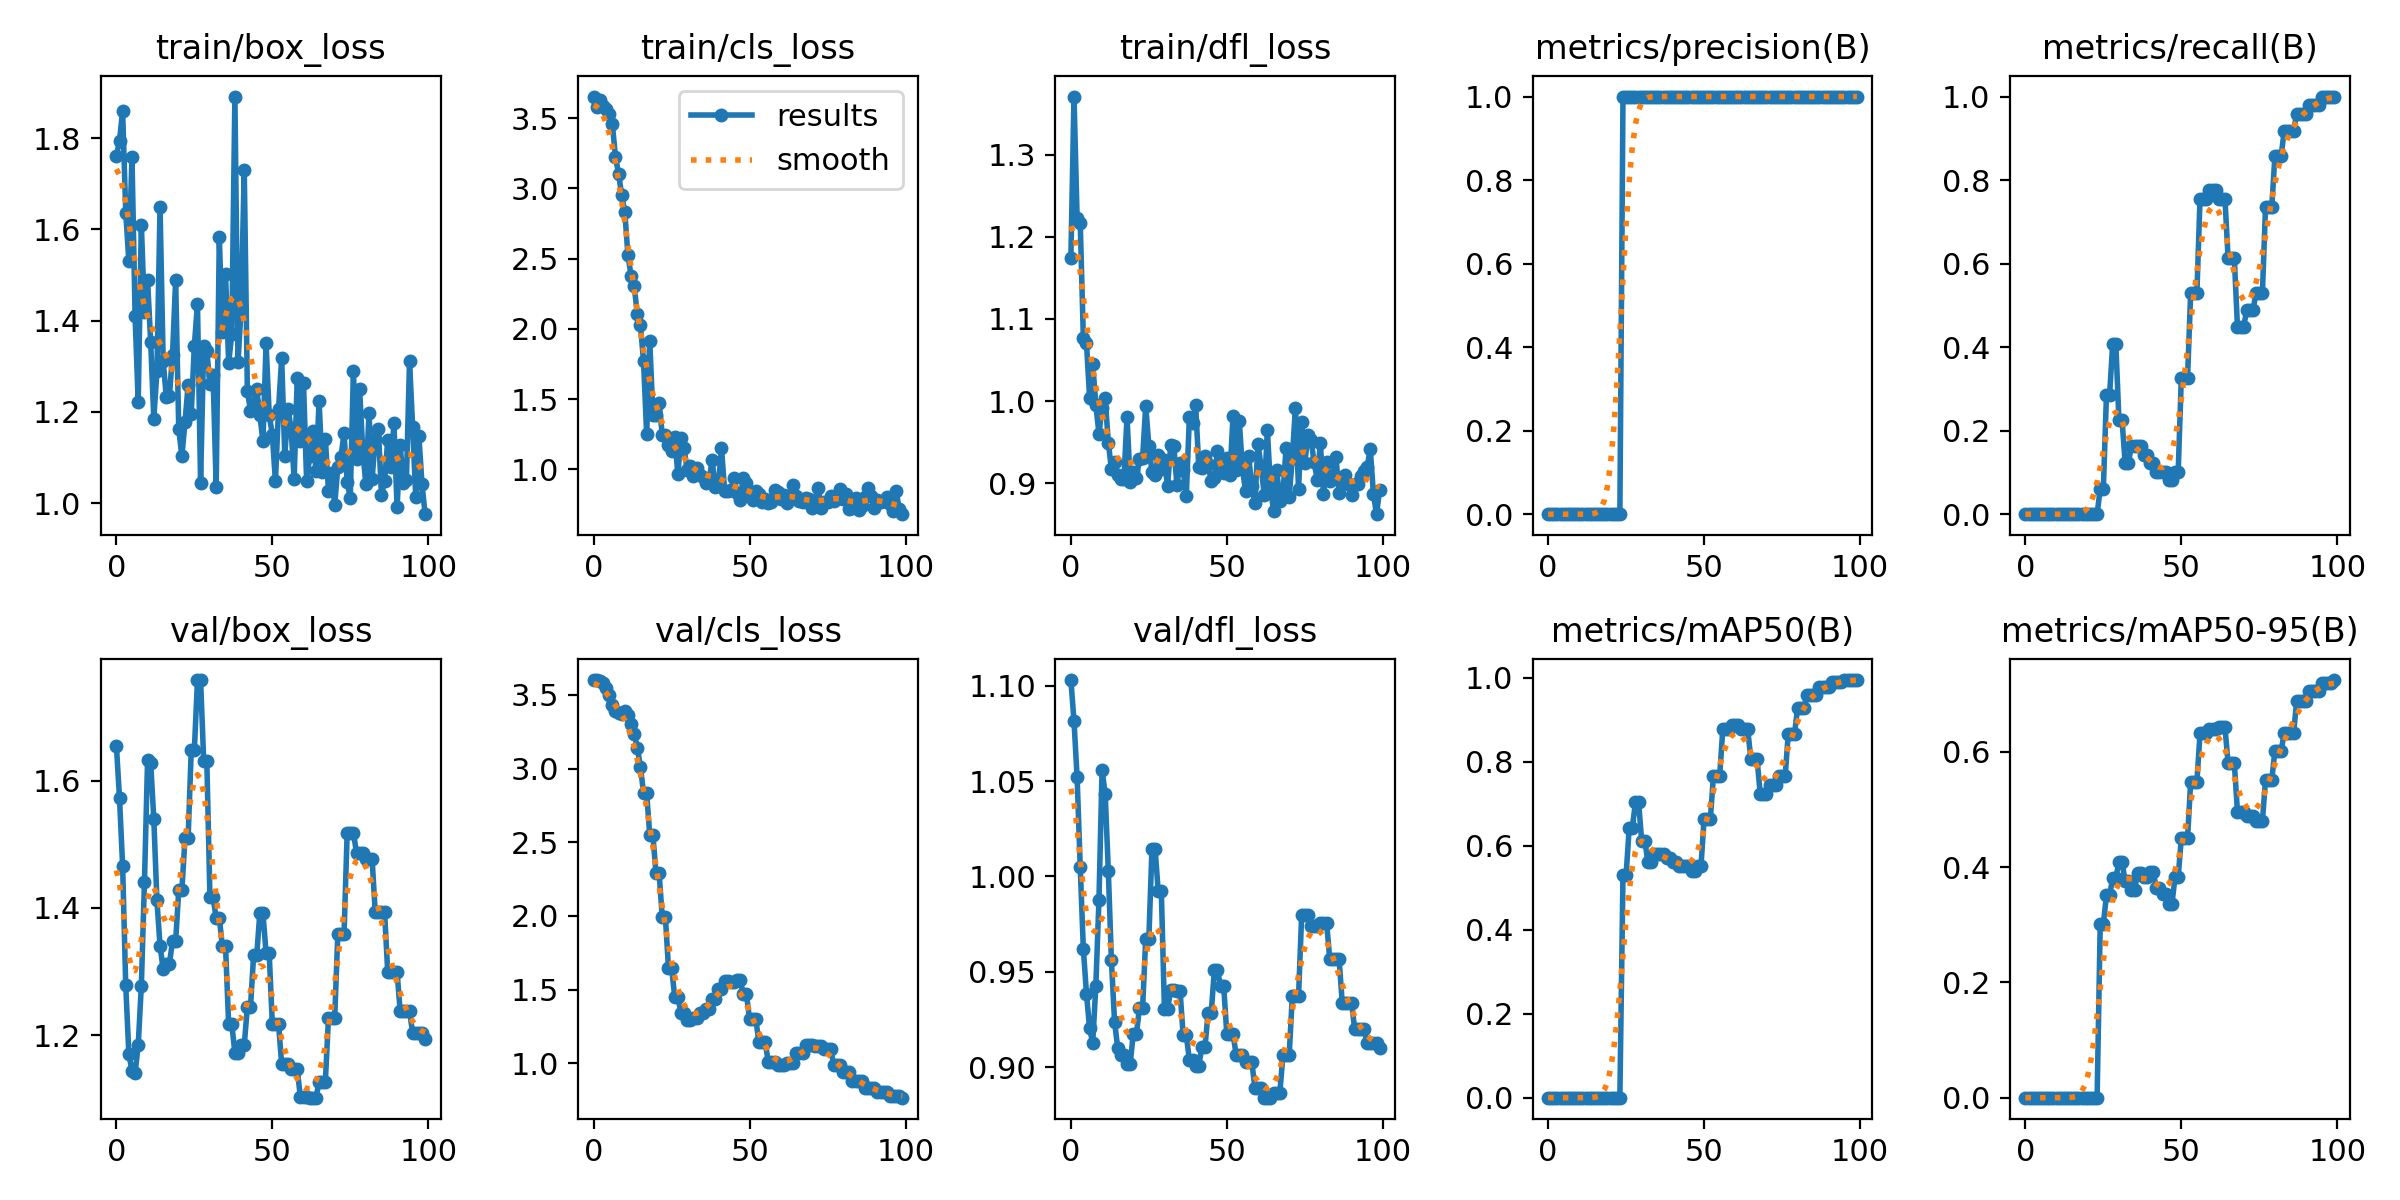 train/box_loss
train/cls_loss
train/dfl_loss
metrics/precision(B)
metrics/recall(B)
1.8
1.6
1.4
1.2
1.0
0 50 100
results
smooth
3.5
3.0
2.5
2.0
1.5
1.0
0 50 100
1.3
1.2
1.1
1.0
0.9
0 50 100
1.0
0.8
0.6
0.4
0.2
0.0
0 50 100
1.0
0.8
0.6
0.4
0.2
0.0
0 50 100
val/box_loss
val/cls_loss
val/dfl_loss
metrics/mAP50(B)
metrics/mAP50-95(B)
1.6
1.4
1.2
0 50 100
3.5
3.0
2.5
2.0
1.5
1.0
0 50 100
1.10
1.05
1.00
0.95
0.90
0 50 100
1.0
0.8
0.6
0.4
0.2
0.0
0 50 100
0.6
0.4
0.2
0.0
0 50 100